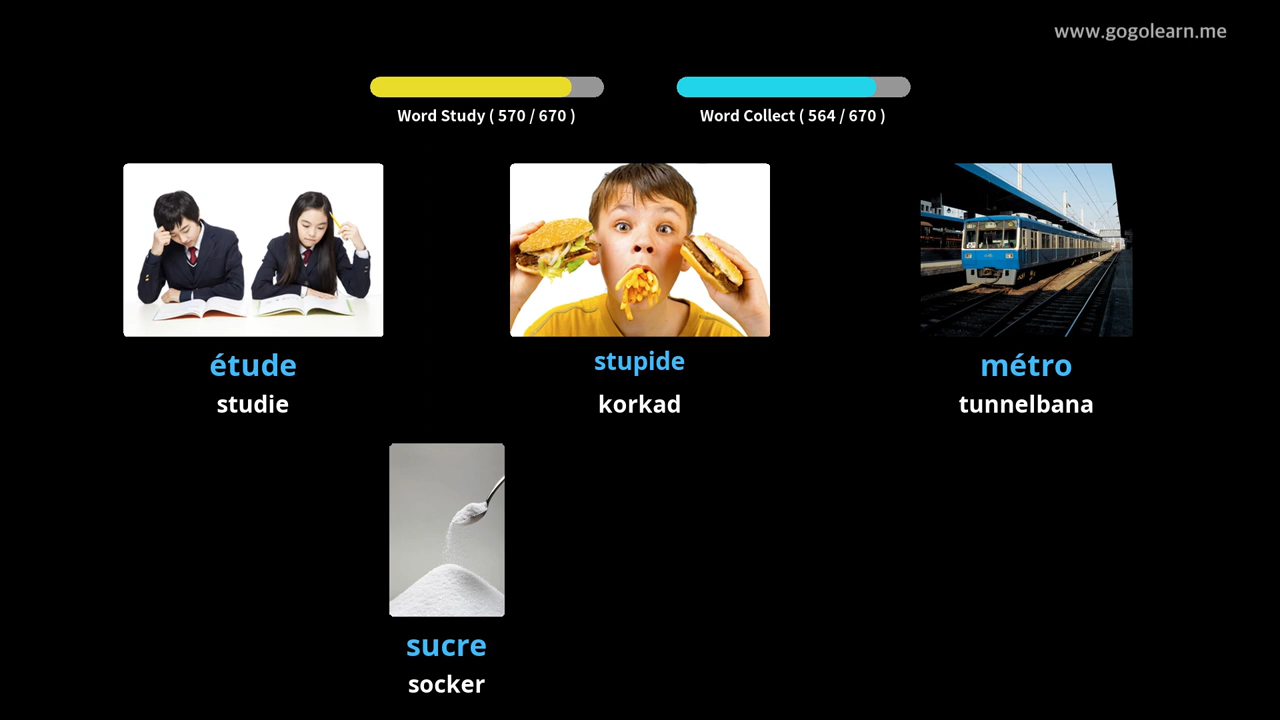 www.gogolearn.me
Word Study ( 570 / 670 )
Word Collect ( 564 / 670 )
étude
stupide
métro
studie
korkad
tunnelbana
sucre
socker